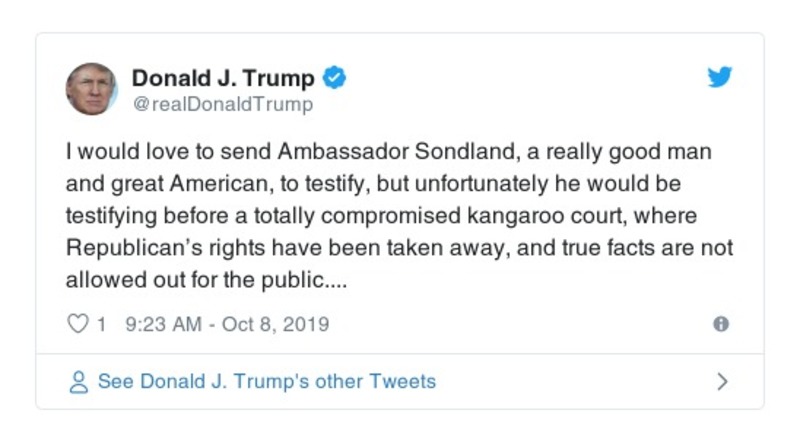 Donald J. Trump
@realDonaldTrump
I would love to send Ambassador Sondland, a really good man
and great American, to testify, but unfortunately he would be
testifying before a totally compromised kangaroo court, where
Republican’s rights have been taken away, and true facts are not
allowed out for the public....
1 9:23 AM - Oct 8, 2019
See Donald J. Trump's other Tweets